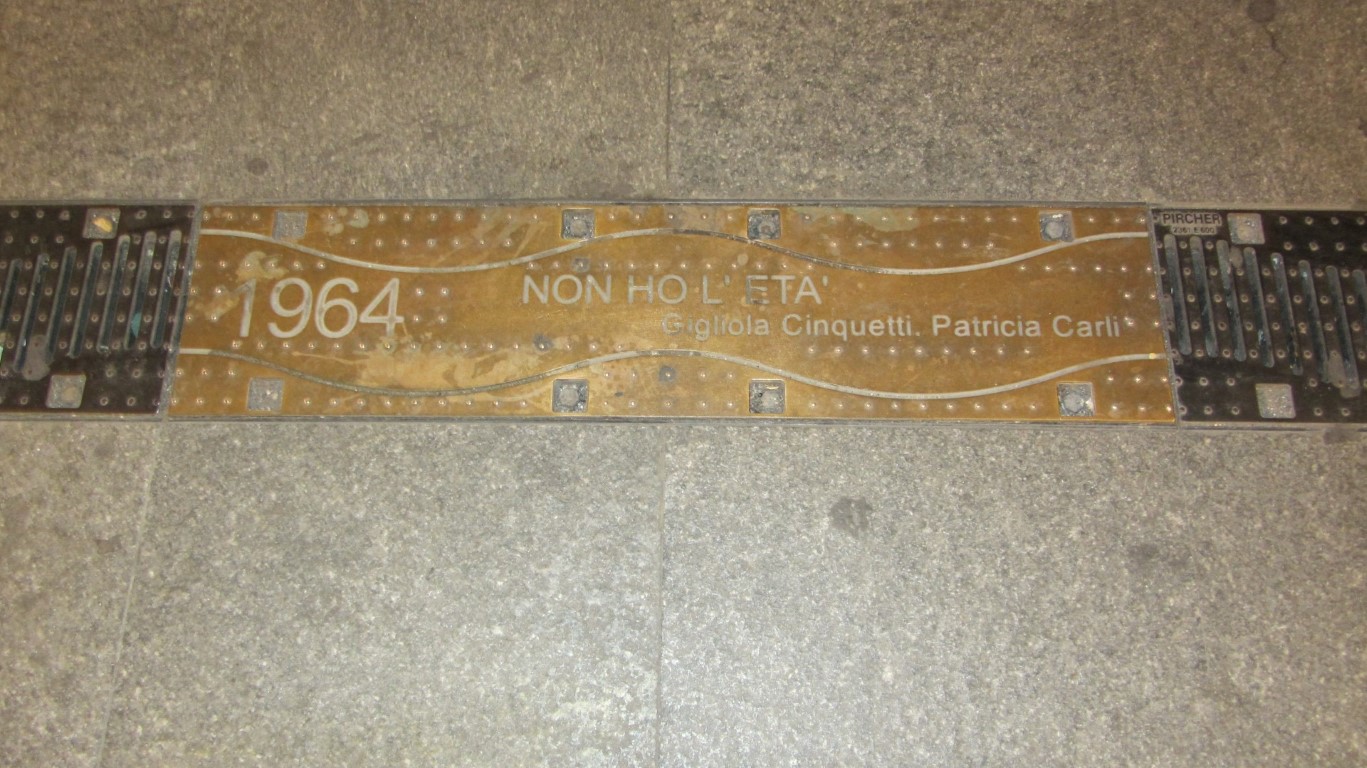 1964
NON HO L' ETA'
Gigliola Cinquetti. Patricia Carli
PIRCHER